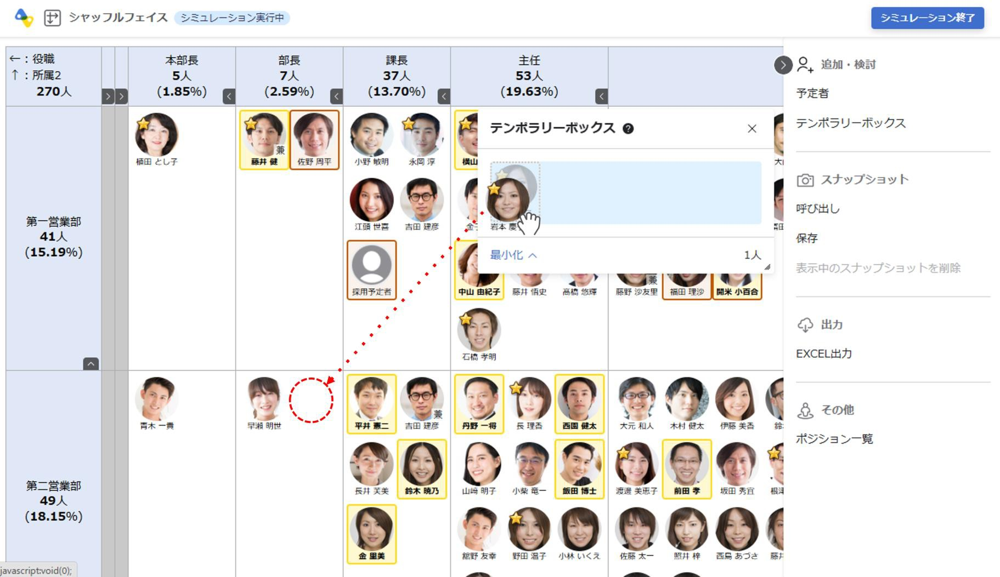 シャッフルフェイス
シミュレーション実行中
シミュレーション終了
←：役職
↑：所属2
270人
本部長
5人
(1.85%)
部長
7人
(2.59%)
課長
37人
(13.70%)
主任
53人
(19.63%)
第一営業部
41人
(15.19%)
植田 とし子
兼
藤井 健
佐野 周平
小野 敏明
永岡 淳
横山
江頭 世喜
吉田 建彦
採用予定者
中山 由紀子
藤井 悟史
髙橋 悠輝
兼
藤野 沙友里
福田 理沙
開米 小百合
石橋 孝明
テンポラリーボックス
岩本 慶
最小化
1人
第二営業部
49人
(18.15%)
青木 一貴
早瀬 明世
平井 憲二
兼
吉田 建彦
丹野 一将
長 理香
西園 健太
大元 和人
木村 健太
伊藤 美香
長井 芙美
鈴木 暁乃
山﨑 明子
小柴 竜一
飯田 博士
渡邊 美恵子
前田 孝
坂田 秀宜
根津
金 里美
舘野 友幸
野田 温子
小林 いくえ
佐藤 太一
照井 梓
西島 あづさ
藤井
追加・検討
予定者
テンポラリーボックス
スナップショット
呼び出し
保存
表示中のスナップショットを削除
出力
EXCEL出力
その他
ポジション一覧
javascript:void(0);